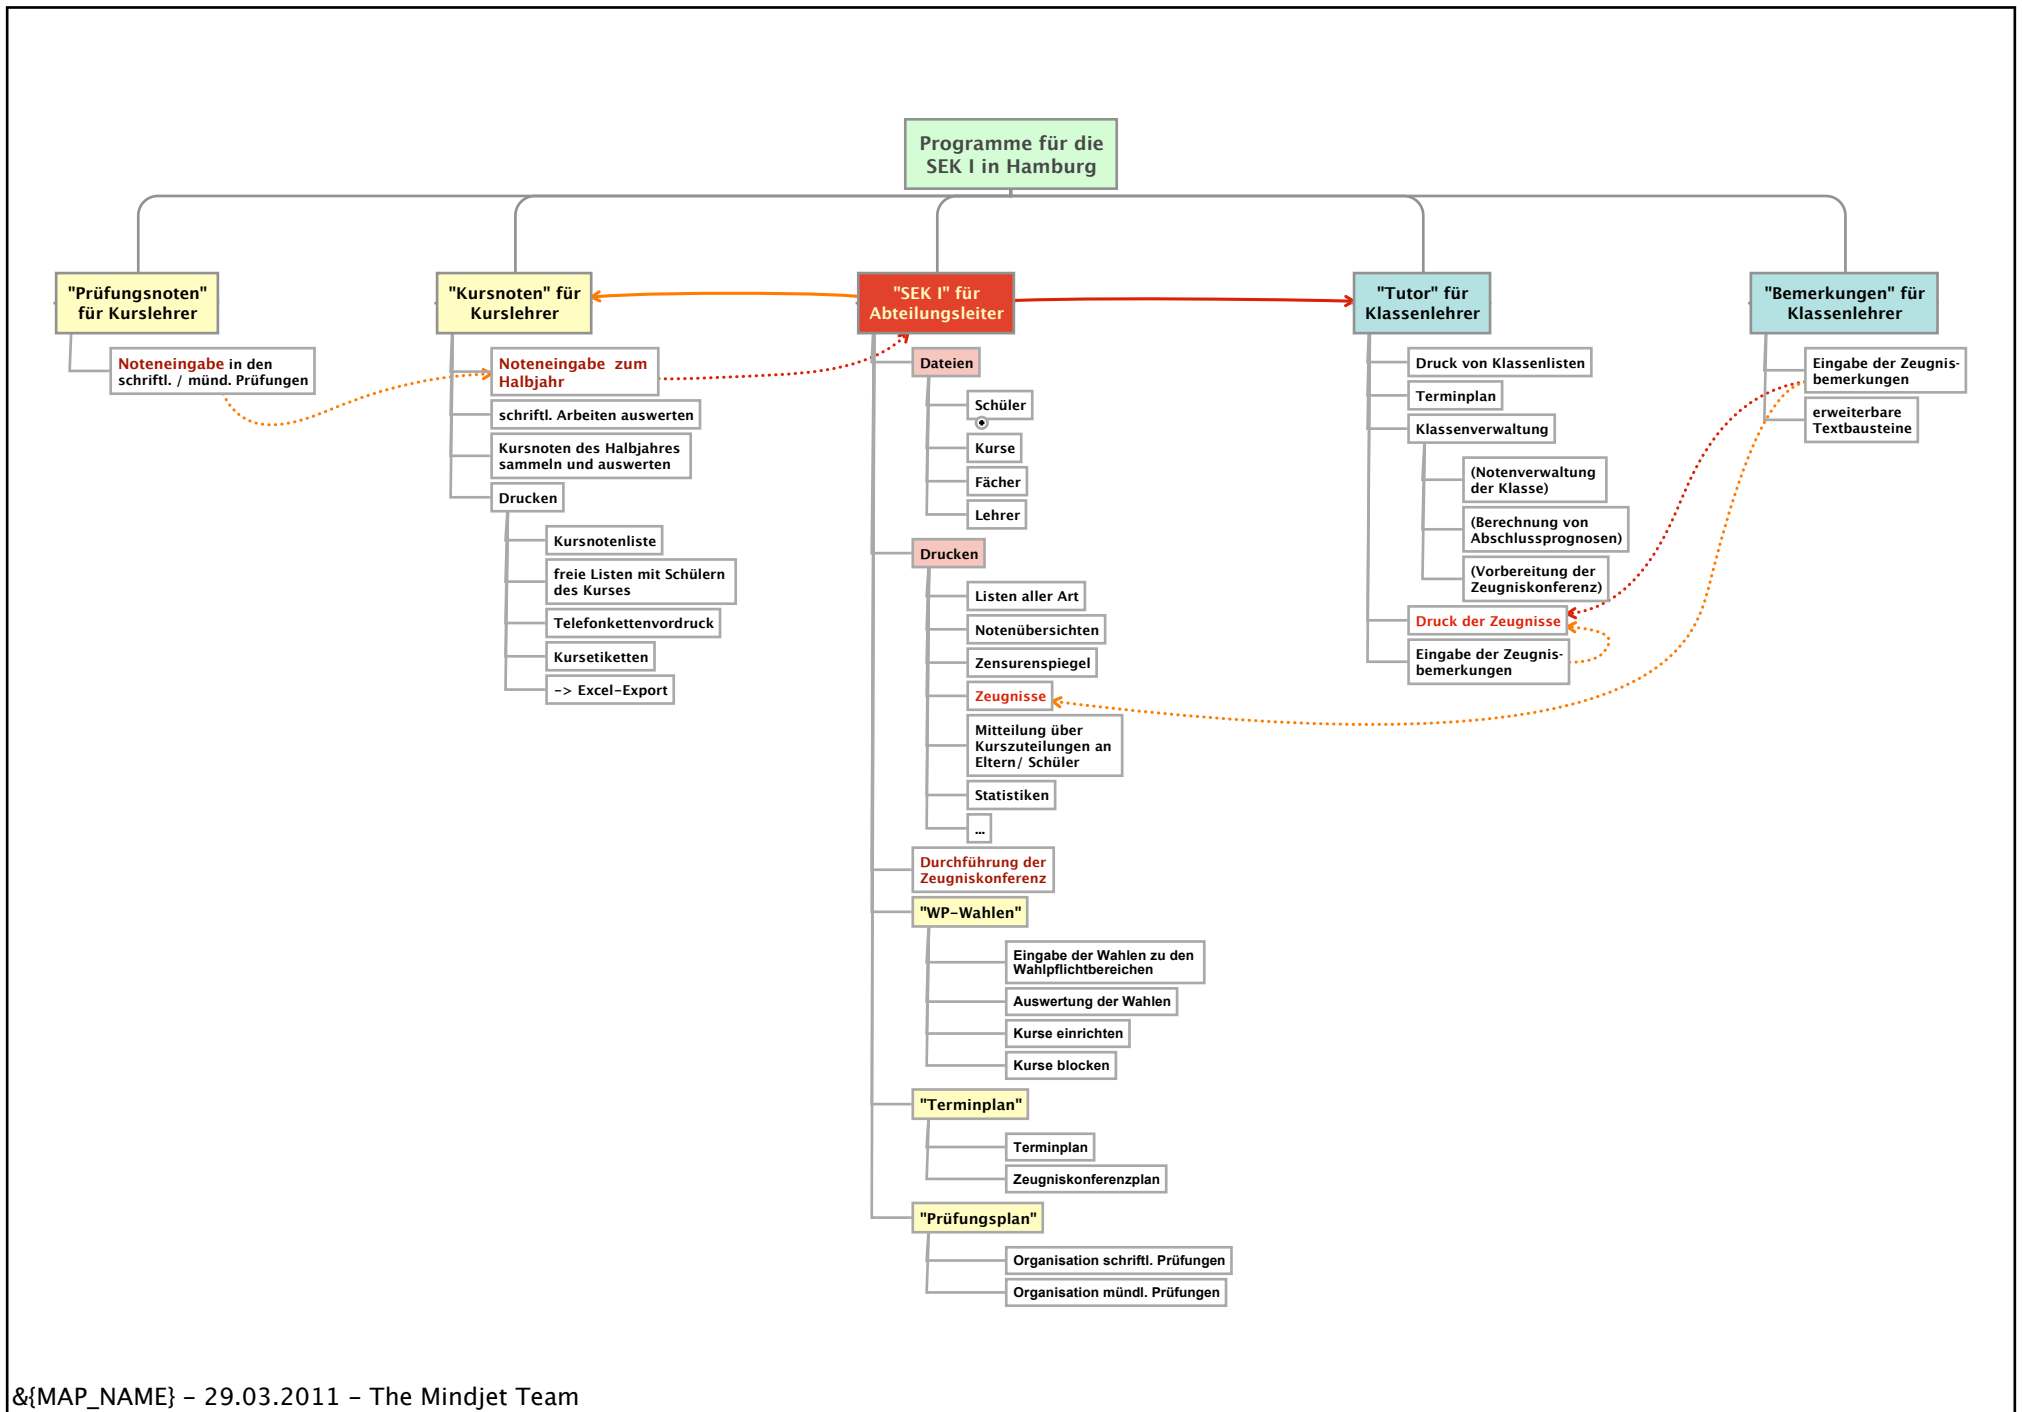 Programme für die
SEK I in Hamburg
"Prüfungsnoten"
für Kurslehrer
Noteneingabe in den
schriftl. / münd. Prüfungen
"Kursnoten" für
Kurslehrer
Noteneingabe zum
Halbjahr
schriftl. Arbeiten auswerten
Kursnoten des Halbjahres
sammeln und auswerten
Drucken
Kursnotenliste
freie Listen mit Schülern
des Kurses
Telefonkettenvordruck
Kursetiketten
-> Excel-Export
"SEK I" für
Abteilungsleiter
Dateien
Schüler
Kurse
Fächer
Lehrer
Drucken
Listen aller Art
Notenübersichten
Zensurenspiegel
Zeugnisse
Mitteilung über
Kurszuteilungen an
Eltern/ Schüler
Statistiken
...
Durchführung der
Zeugniskonferenz
"WP-Wahlen"
Eingabe der Wahlen zu den
Wahlpflichtbereichen
Auswertung der Wahlen
Kurse einrichten
Kurse blocken
"Terminplan"
Terminplan
Zeugniskonferenzplan
"Prüfungsplan"
Organisation schriftl. Prüfungen
Organisation mündl. Prüfungen
"Tutor" für
Klassenlehrer
Druck von Klassenlisten
Terminplan
Klassenverwaltung
(Notenverwaltung
der Klasse)
(Berechnung von
Abschlussprognosen)
(Vorbereitung der
Zeugniskonferenz)
Druck der Zeugnisse
Eingabe der Zeugnis-
bemerkungen
"Bemerkungen" für
Klassenlehrer
Eingabe der Zeugnis-
bemerkungen
erweiterbare
Textbausteine
&{MAP_NAME} - 29.03.2011 - The Mindjet Team